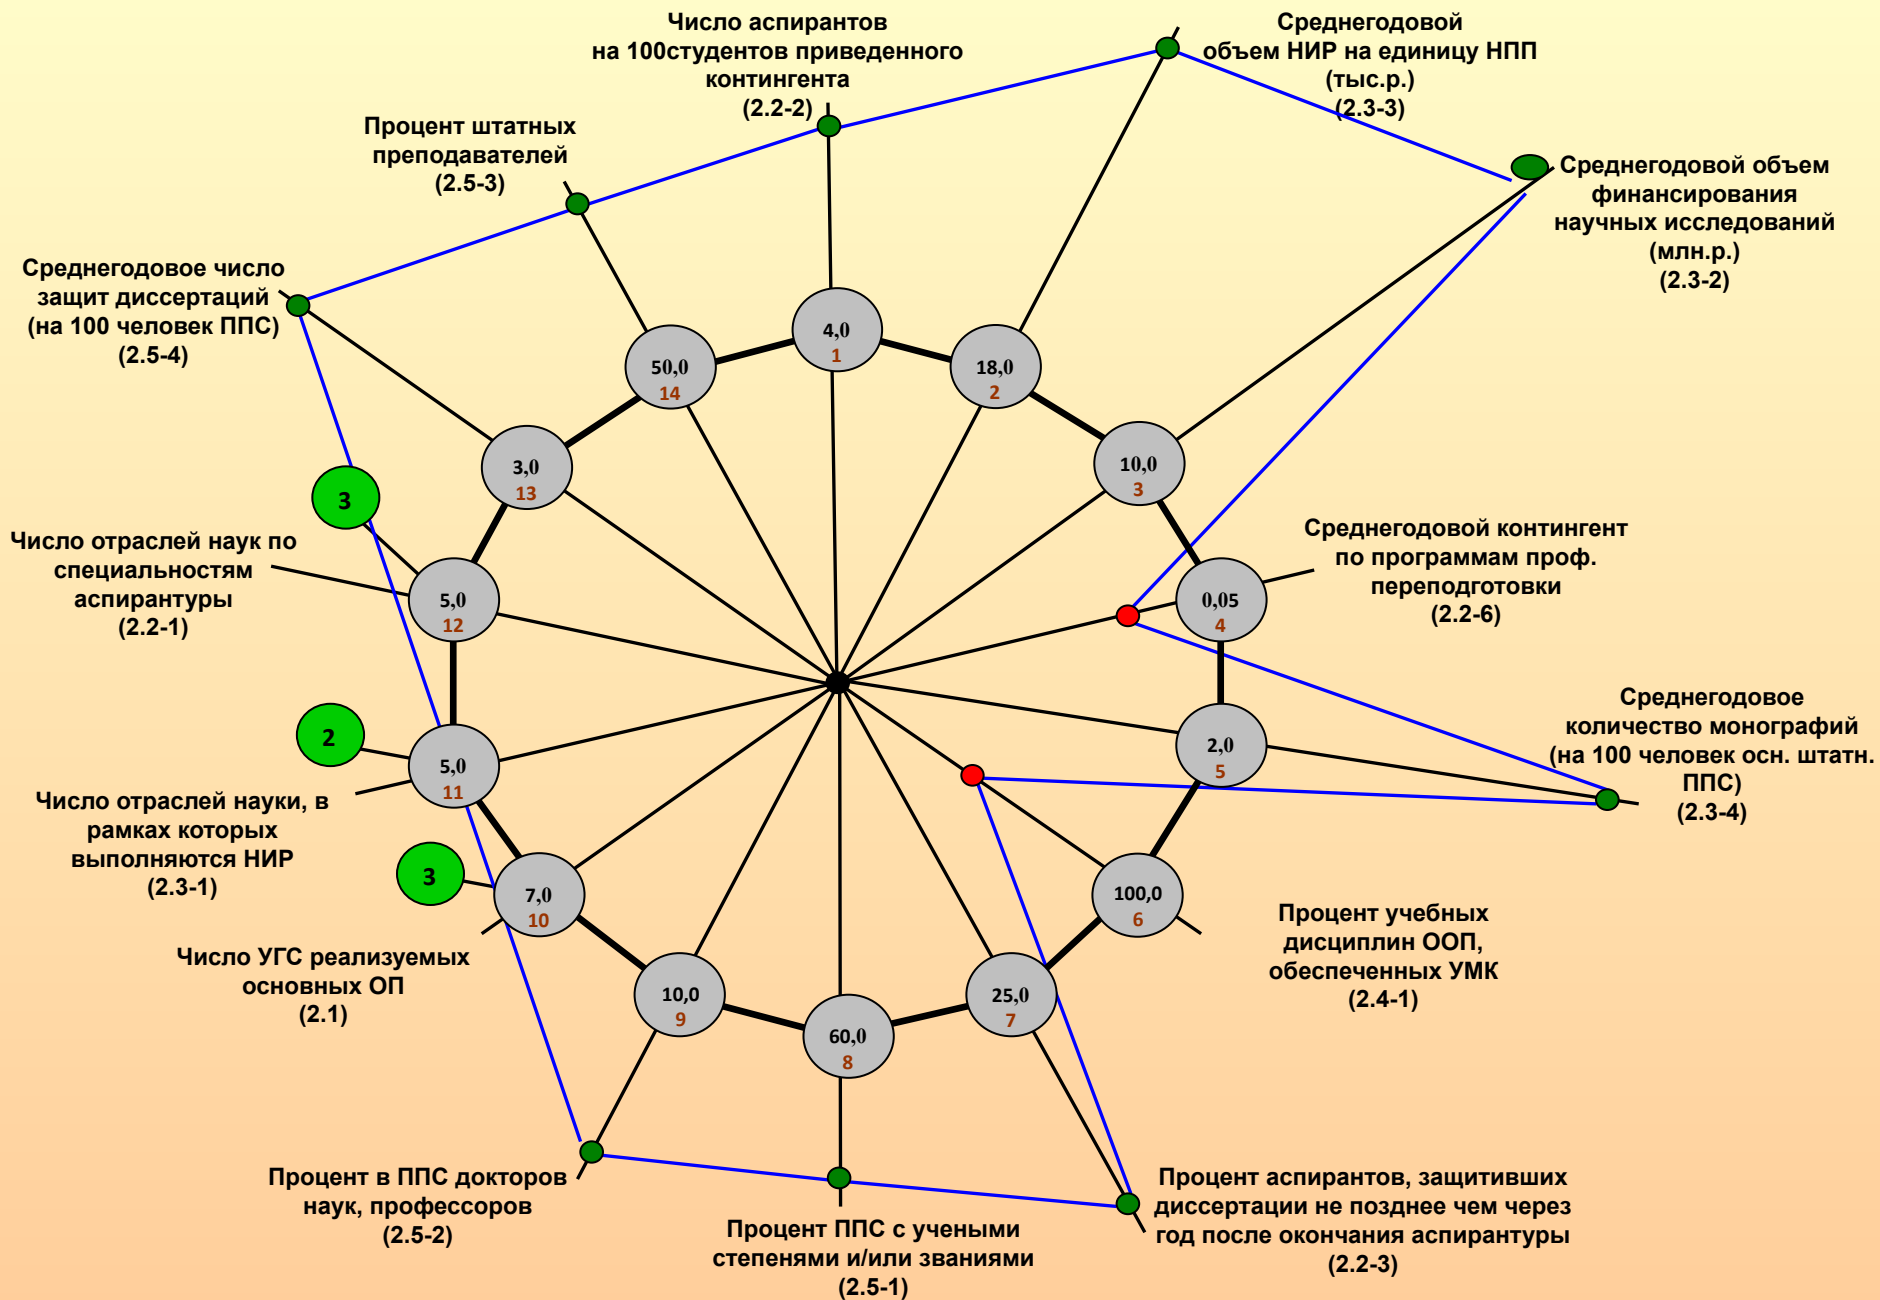 Число аспирантов
на 100студентов приведенного
контингента
(2.2-2)
Среднегодовой
объем НИР на единицу НПП
(тыс.р.)
(2.3-3)
Процент штатных
преподавателей
(2.5-3)
Среднегодовой объем
финансирования
научных исследований
(млн.р.)
(2.3-2)
Среднегодовое число
защит диссертаций
(на 100 человек ППС)
(2.5-4)
4,0
1
50,0
14
18,0
2
3,0
13
10,0
3
3
Число отраслей наук по
специальностям
аспирантуры
(2.2-1)
5,0
12
0,05
4
Среднегодовой контингент
по программам проф.
переподготовки
(2.2-6)
2
5,0
11
2,0
5
Среднегодовое
количество монографий
(на 100 человек осн. штатн.
ППС)
(2.3-4)
Число отраслей науки, в
рамках которых
выполняются НИР
(2.3-1)
3
7,0
10
100,0
6
Процент учебных
дисциплин ООП,
обеспеченных УМК
(2.4-1)
Число УГС реализуемых
основных ОП
(2.1)
10,0
9
60,0
8
25,0
7
Процент в ППС докторов
наук, профессоров
(2.5-2)
Процент ППС с учеными
степенями и/или званиями
(2.5-1)
Процент аспирантов, защитивших
диссертации не позднее чем через
год после окончания аспирантуры
(2.2-3)